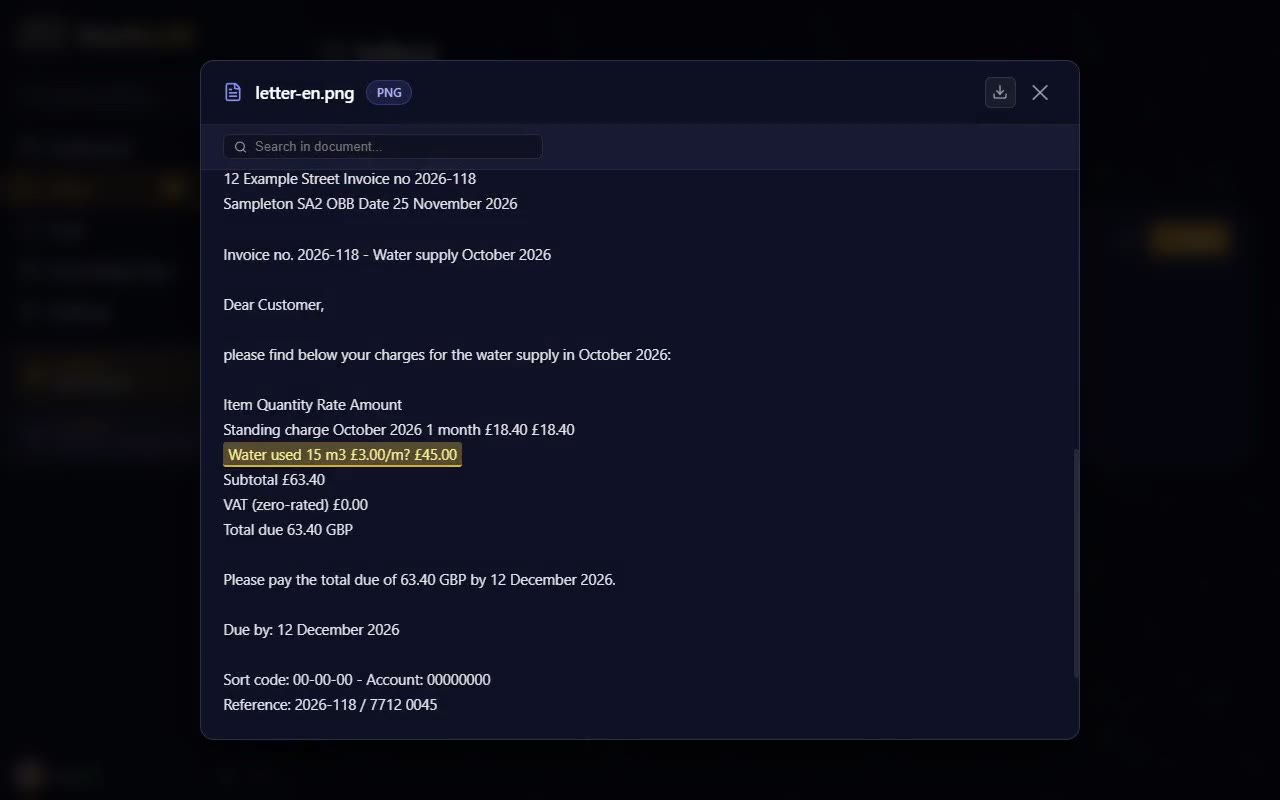 letter-en.png PNG
Search in document...
12 Example Street Invoice no 2026-118
Sampleton SA2 OBB Date 25 November 2026
Invoice no. 2026-118 - Water supply October 2026
Dear Customer,
please find below your charges for the water supply in October 2026:
Item Quantity Rate Amount
Standing charge October 2026 1 month £18.40 £18.40
Water used 15 m3 £3.00/m? £45.00
Subtotal £63.40
VAT (zero-rated) £0.00
Total due 63.40 GBP
Please pay the total due of 63.40 GBP by 12 December 2026.
Due by: 12 December 2026
Sort code: 00-00-00 - Account: 00000000
Reference: 2026-118 / 7712 0045